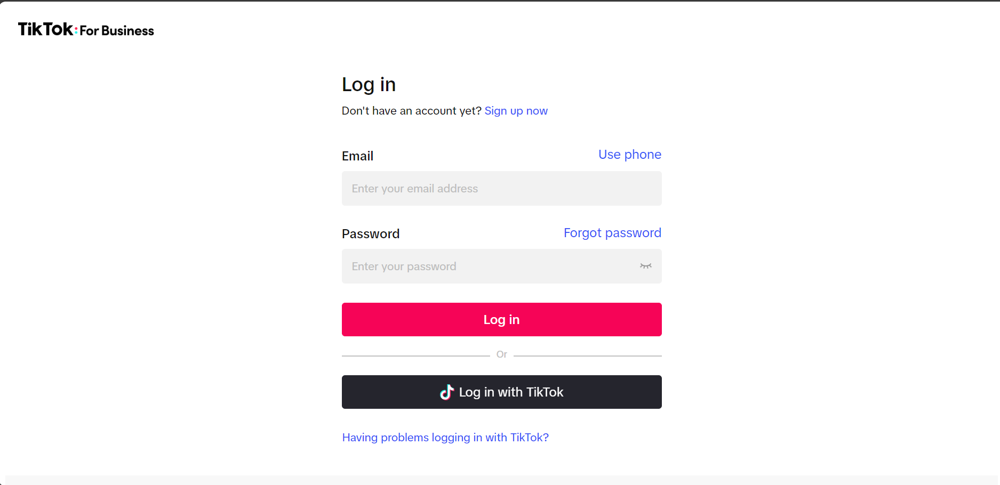 TikTok: For Business
Log in
Don't have an account yet? Sign up now
Email
Use phone
Enter your email address
Password
Forgot password
Enter your password
Log in
Or
Log in with TikTok
Having problems logging in with TikTok?